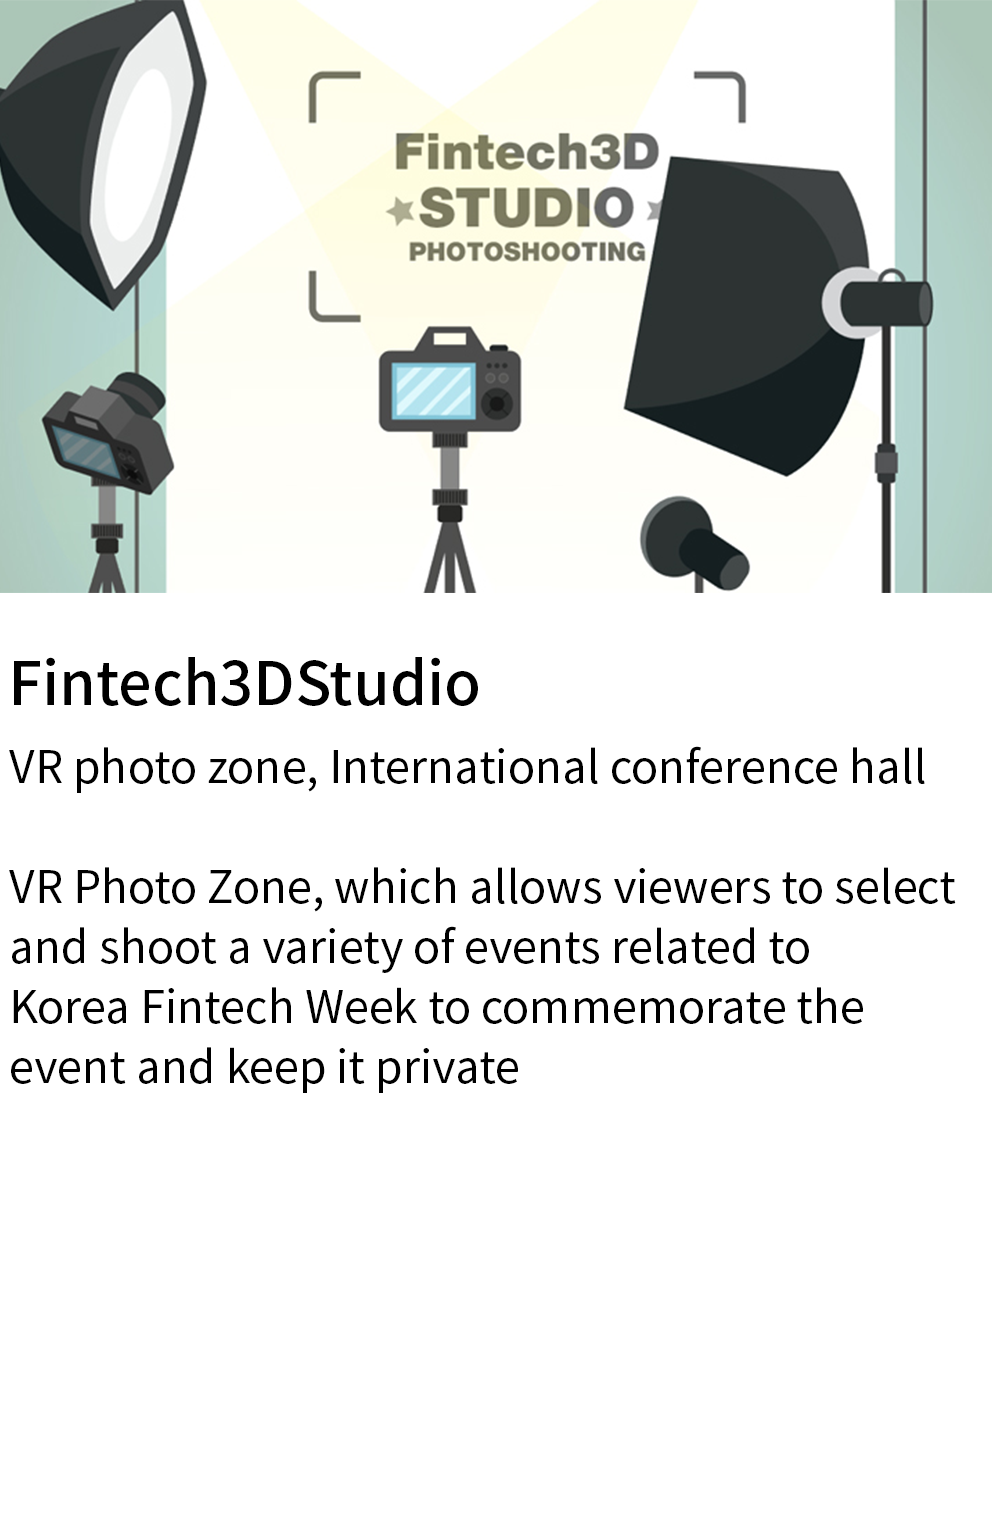 Fintech3D
STUDIO
PHOTOSHOOTING
Fintech3DStudio
VR photo zone, International conference hall
VR Photo Zone, which allows viewers to select
and shoot a variety of events related to
Korea Fintech Week to commemorate the
event and keep it private